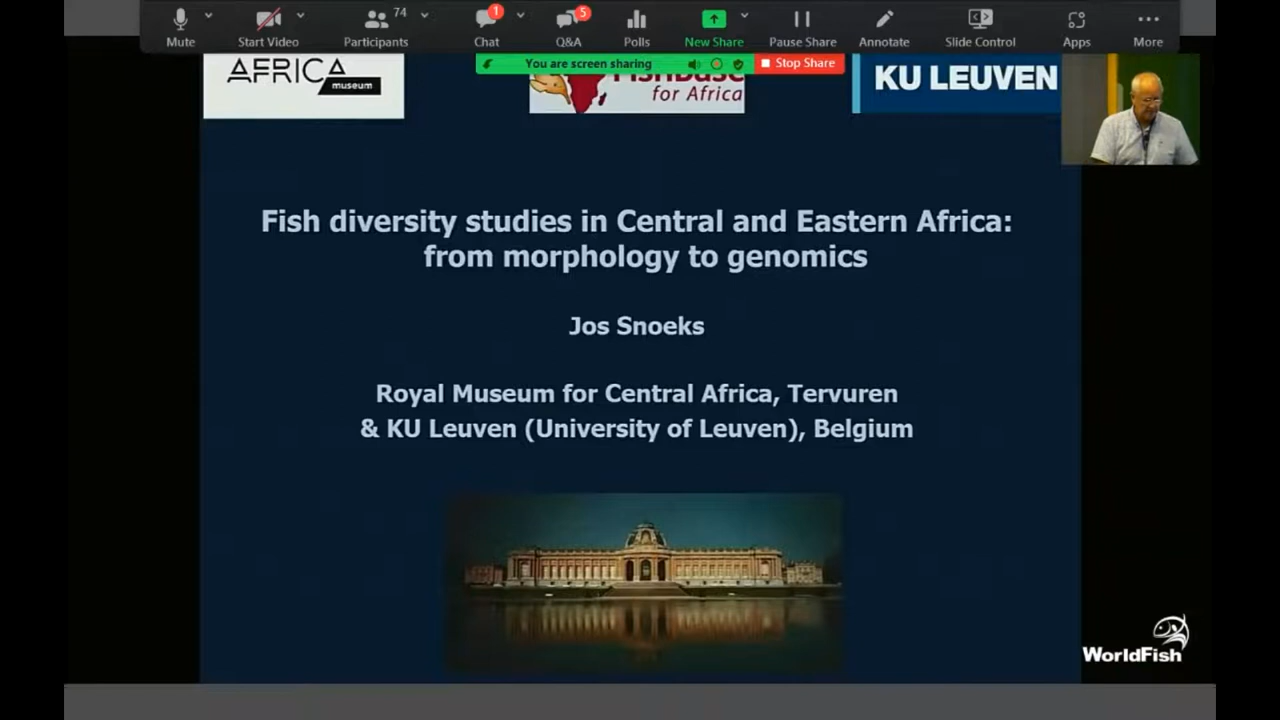 74
1
5
Mute
Start Video
Participants
Chat
Q&A
Polls
New Share
Pause Share
Annotate
Slide Control
Apps
More
You are screen sharing
Stop Share
AFRICA
museum
FishBase
for Africa
KU LEUVEN
Fish diversity studies in Central and Eastern Africa:
from morphology to genomics
Jos Snoeks
Royal Museum for Central Africa, Tervuren
& KU Leuven (University of Leuven), Belgium
WorldFish